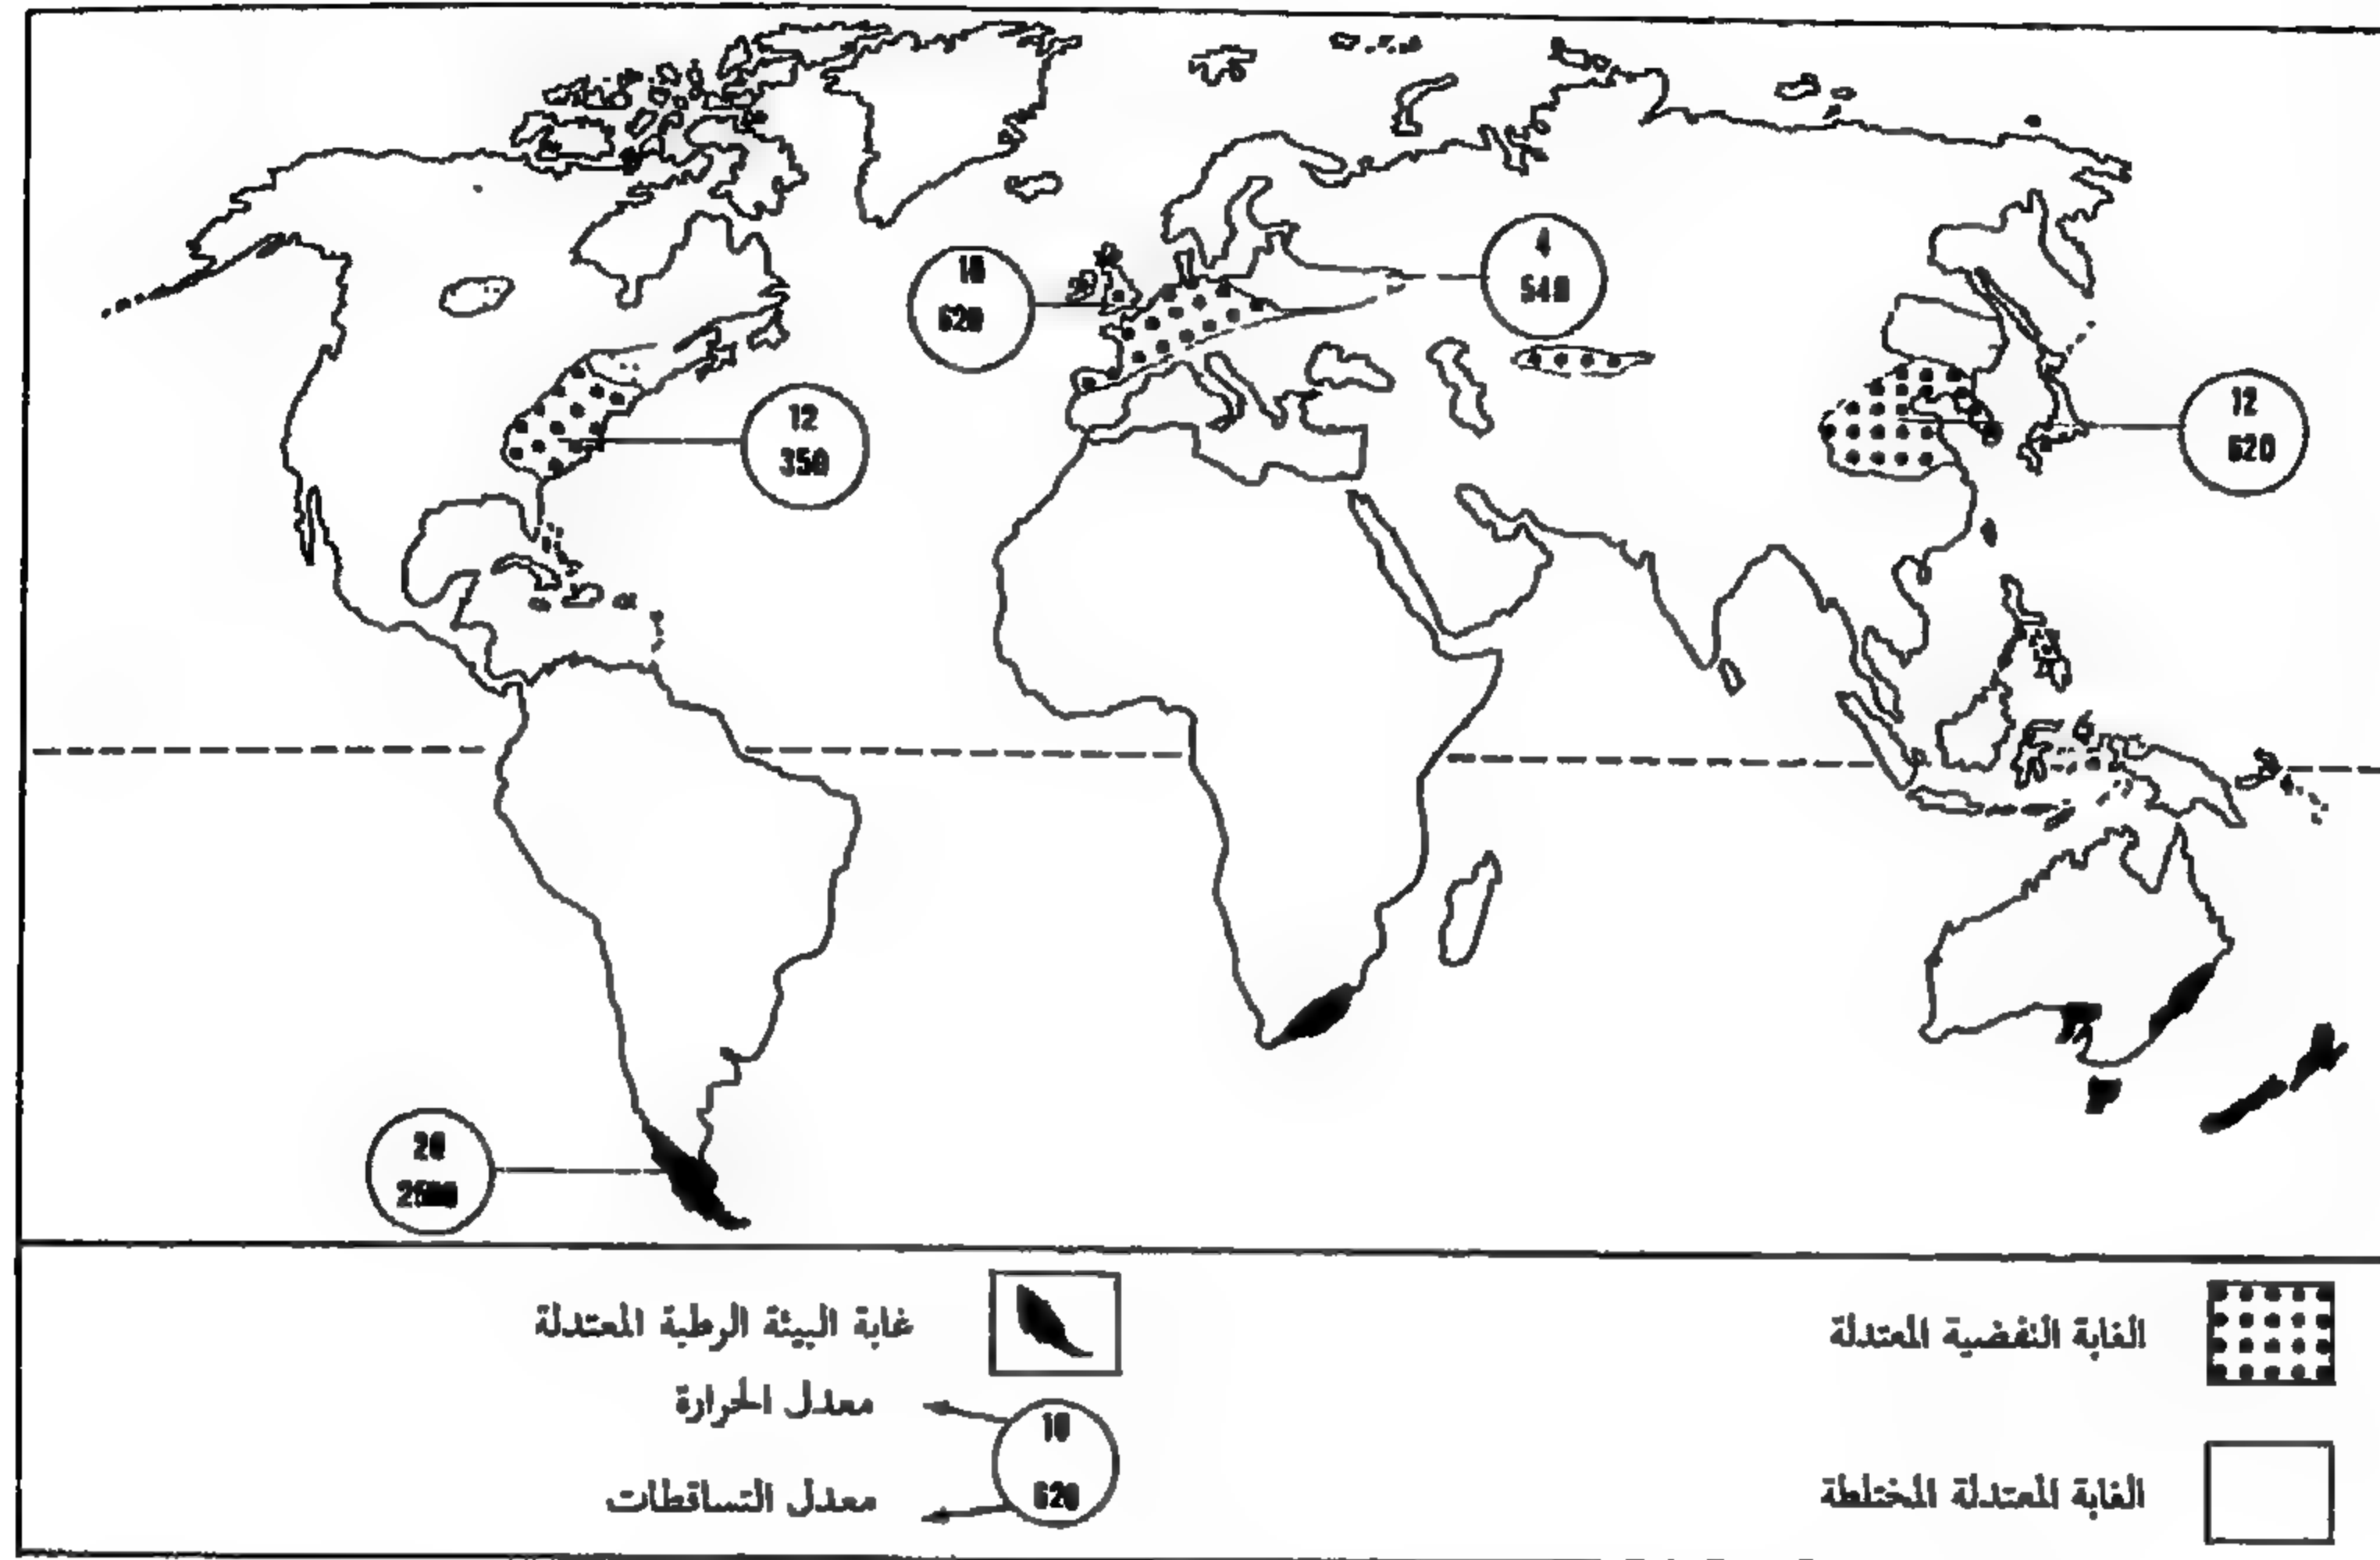 10
620
4
540
12
350
12
620
20
الغابة النفضية المعتدلة
الغابة المعتدلة المختلطة
غابة البيئة الرطبة المعتدلة
معدل الحرارة
10
620
معدل التساقطات